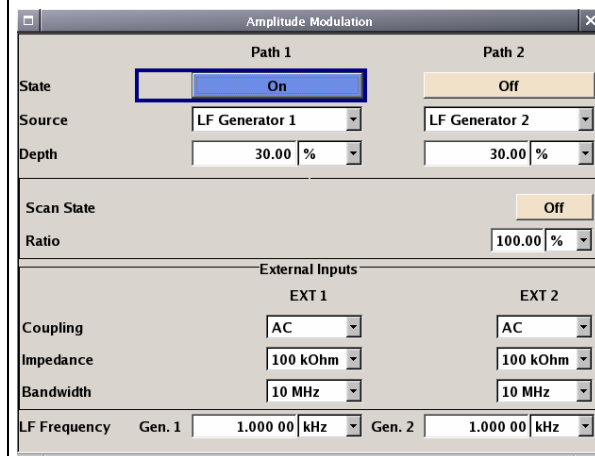 Amplitude Modulation
Path 1 Path 2
State On Off
Source LF Generator 1 LF Generator 2
Depth 30.00 % 30.00 %
Scan State Off
Ratio 100.00 %
External Inputs
EXT 1 EXT 2
Coupling AC AC
Impedance 100 kOhm 100 kOhm
Bandwidth 10 MHz 10 MHz
LF Frequency Gen. 1 1.000 00 kHz Gen. 2 1.000 00 kHz